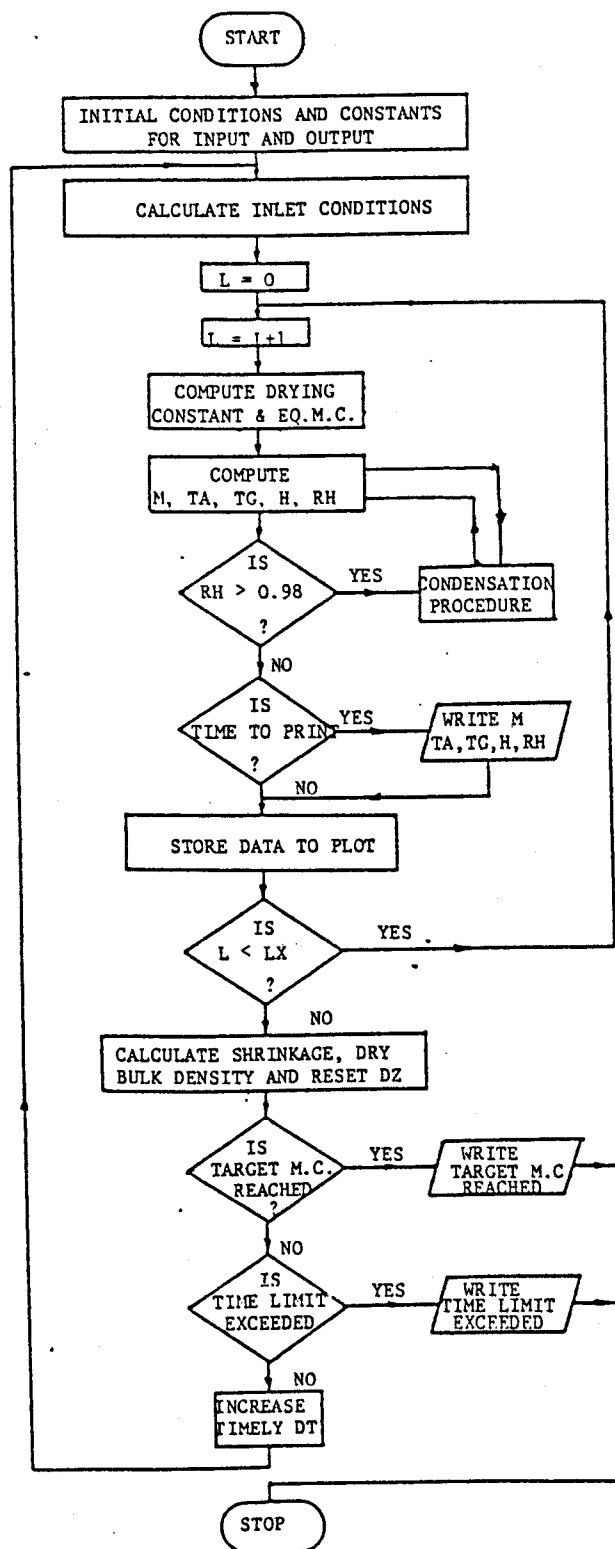 START
INITIAL CONDITIONS AND CONSTANTS
FOR INPUT AND OUTPUT
CALCULATE INLET CONDITIONS
L = 0
L = L+1
COMPUTE DRYING
CONSTANT & EQ.M.C.
COMPUTE
M, TA, TG, H, RH
IS
RH > 0.98
?
YES
CONDENSATION
PROCEDURE
NO
IS
TIME TO PRINT
?
YES
WRITE M
TA,TG,H,RH
NO
STORE DATA TO PLOT
IS
L < LX
?
YES
NO
CALCULATE SHRINKAGE, DRY
BULK DENSITY AND RESET DZ
IS
TARGET M.C.
REACHED
?
YES
WRITE
TARGET M.C
REACHED
NO
IS
TIME LIMIT
EXCEEDED
YES
WRITE
TIME LIMIT
EXCEEDED
NO
INCREASE
TIMELY DT
STOP